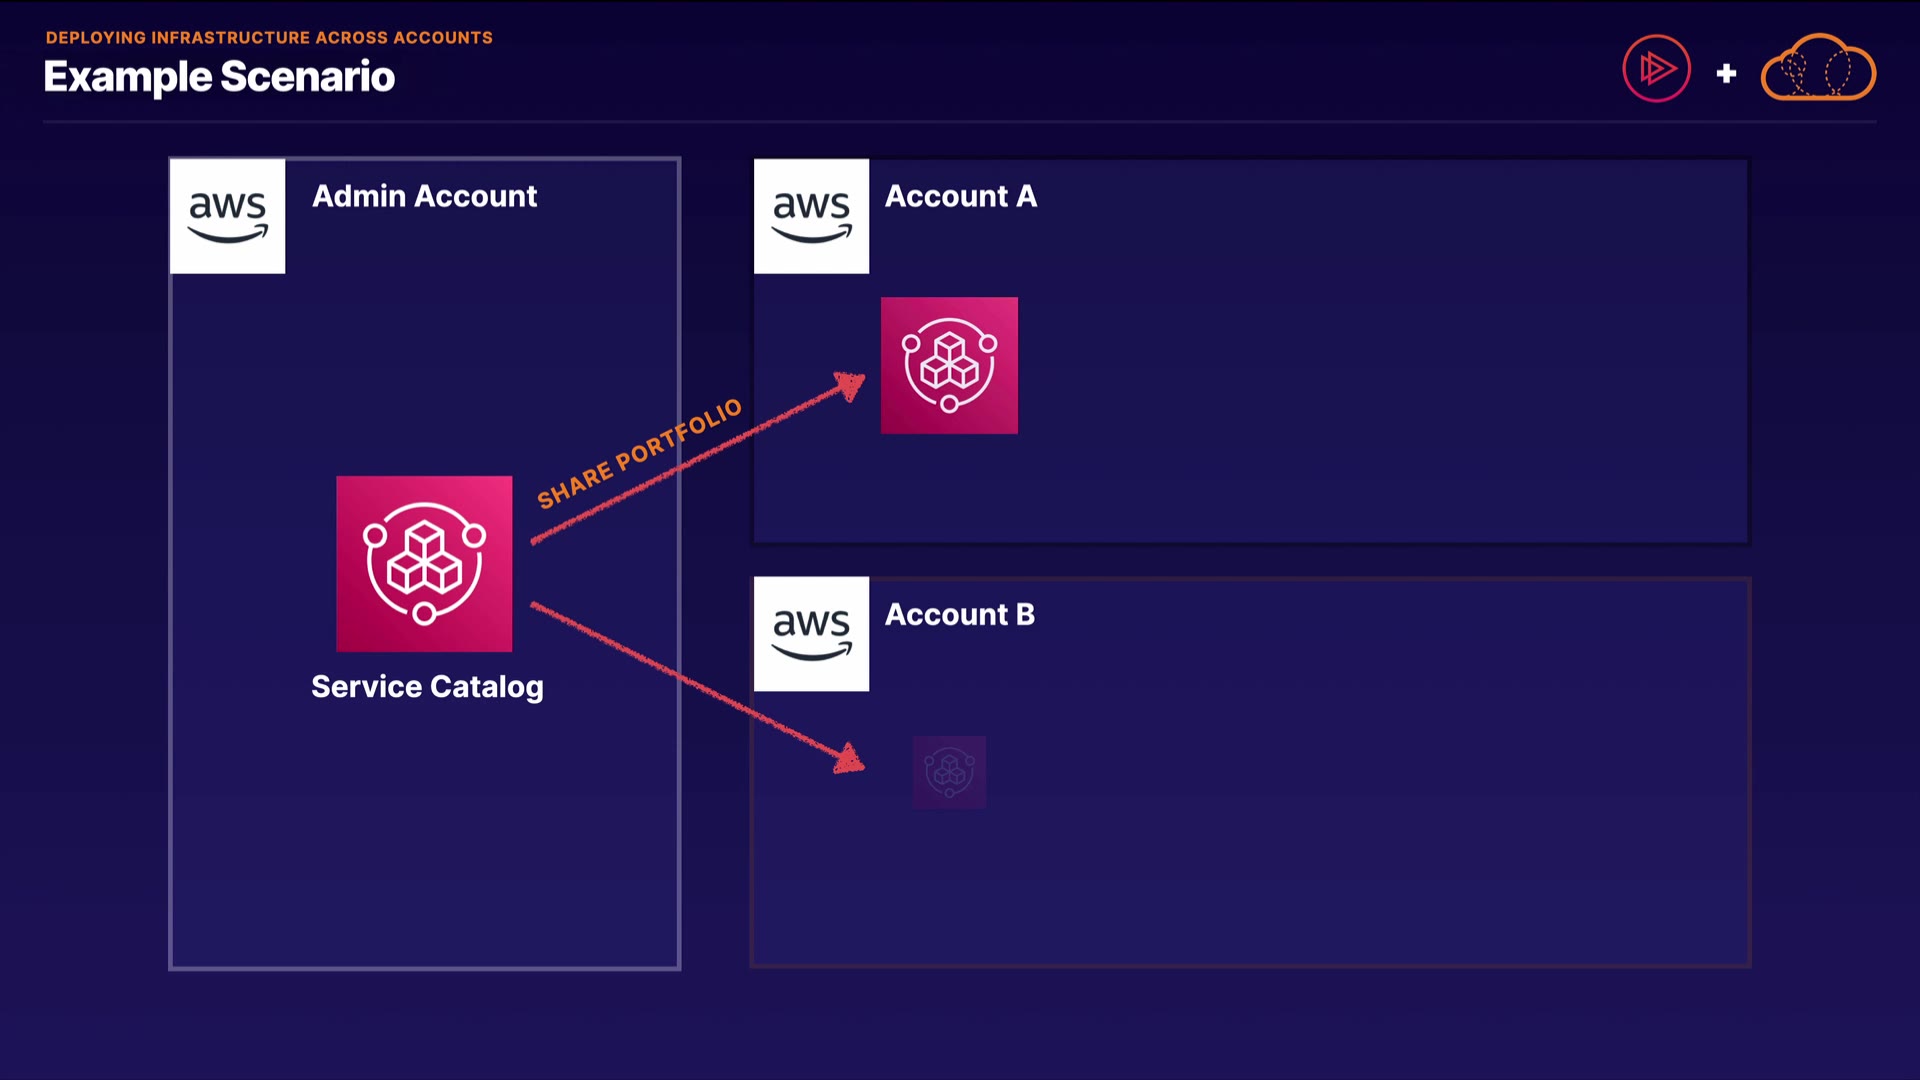 DEPLOYING INFRASTRUCTURE ACROSS ACCOUNTS
Example Scenario
aws
Admin Account
SHARE PORTFOLIO
Service Catalog
aws
Account A
aws
Account B